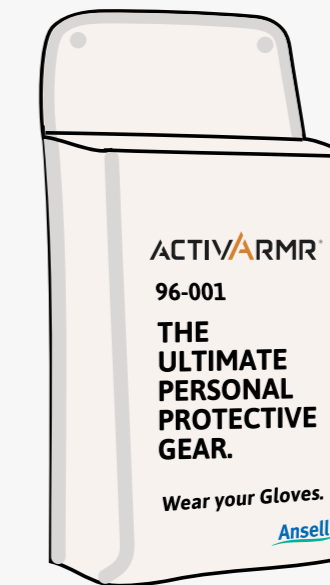 ACTIVARMR®
96-001
THE
ULTIMATE
PERSONAL
PROTECTIVE
GEAR.
Wear your Gloves.
Ansell